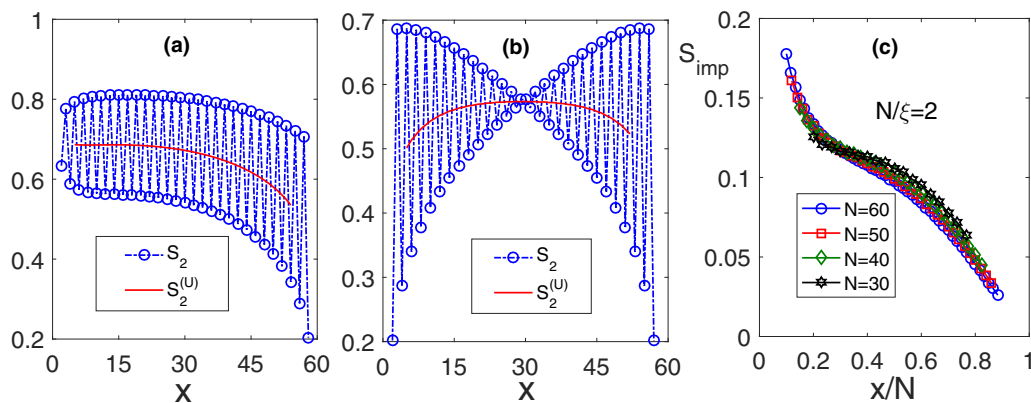 (a)
1
0.8
0.6
0.4
0.2
0 15 30 45 60
X
S₂
S₂⁽ᵁ⁾
(b)
0.7
0.6
0.5
0.4
0.3
0.2
0 15 30 45 60
X
S₂
S₂⁽ᵁ⁾
(c)
S_imp
0.2
0.15
0.1
0.05
0
0 0.2 0.4 0.6 0.8 1
x/N
N/ξ=2
N=60
N=50
N=40
N=30